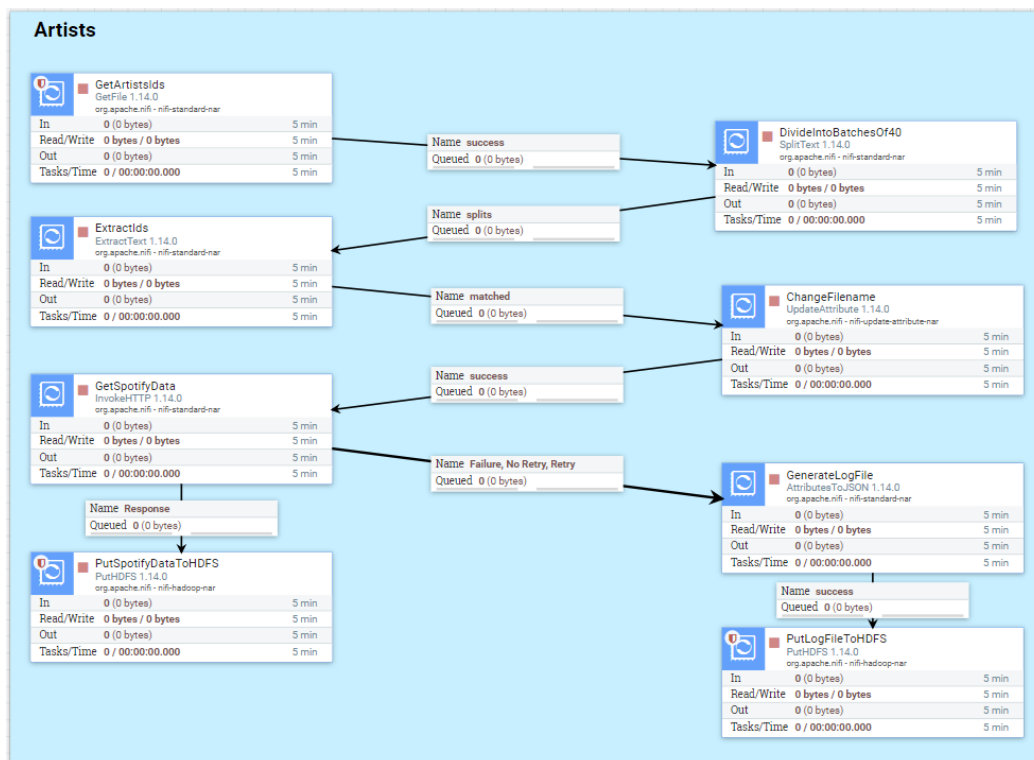 Artists
GetArtistsIds
GetFile 1.14.0
org.apache.nifi - nifi-standard-nar
In 0 (0 bytes) 5 min
Read/Write 0 bytes / 0 bytes 5 min
Out 0 (0 bytes) 5 min
Tasks/Time 0 / 00:00:00.000 5 min
Name success
Queued 0 (0 bytes)
DivideIntoBatchesOf40
SplitText 1.14.0
org.apache.nifi - nifi-standard-nar
In 0 (0 bytes) 5 min
Read/Write 0 bytes / 0 bytes 5 min
Out 0 (0 bytes) 5 min
Tasks/Time 0 / 00:00:00.000 5 min
Name splits
Queued 0 (0 bytes)
ExtractIds
ExtractText 1.14.0
org.apache.nifi - nifi-standard-nar
In 0 (0 bytes) 5 min
Read/Write 0 bytes / 0 bytes 5 min
Out 0 (0 bytes) 5 min
Tasks/Time 0 / 00:00:00.000 5 min
Name matched
Queued 0 (0 bytes)
ChangeFilename
UpdateAttribute 1.14.0
org.apache.nifi - nifi-update-attribute-nar
In 0 (0 bytes) 5 min
Read/Write 0 bytes / 0 bytes 5 min
Out 0 (0 bytes) 5 min
Tasks/Time 0 / 00:00:00.000 5 min
Name success
Queued 0 (0 bytes)
GetSpotifyData
InvokeHTTP 1.14.0
org.apache.nifi - nifi-standard-nar
In 0 (0 bytes) 5 min
Read/Write 0 bytes / 0 bytes 5 min
Out 0 (0 bytes) 5 min
Tasks/Time 0 / 00:00:00.000 5 min
Name Failure, No Retry, Retry
Queued 0 (0 bytes)
GenerateLogFile
AttributesToJSON 1.14.0
org.apache.nifi - nifi-standard-nar
In 0 (0 bytes) 5 min
Read/Write 0 bytes / 0 bytes 5 min
Out 0 (0 bytes) 5 min
Tasks/Time 0 / 00:00:00.000 5 min
Name Response
Queued 0 (0 bytes)
PutSpotifyDataToHDFS
PutHDFS 1.14.0
org.apache.nifi - nifi-hadoop-nar
In 0 (0 bytes) 5 min
Read/Write 0 bytes / 0 bytes 5 min
Out 0 (0 bytes) 5 min
Tasks/Time 0 / 00:00:00.000 5 min
Name success
Queued 0 (0 bytes)
PutLogFileToHDFS
PutHDFS 1.14.0
org.apache.nifi - nifi-hadoop-nar
In 0 (0 bytes) 5 min
Read/Write 0 bytes / 0 bytes 5 min
Out 0 (0 bytes) 5 min
Tasks/Time 0 / 00:00:00.000 5 min